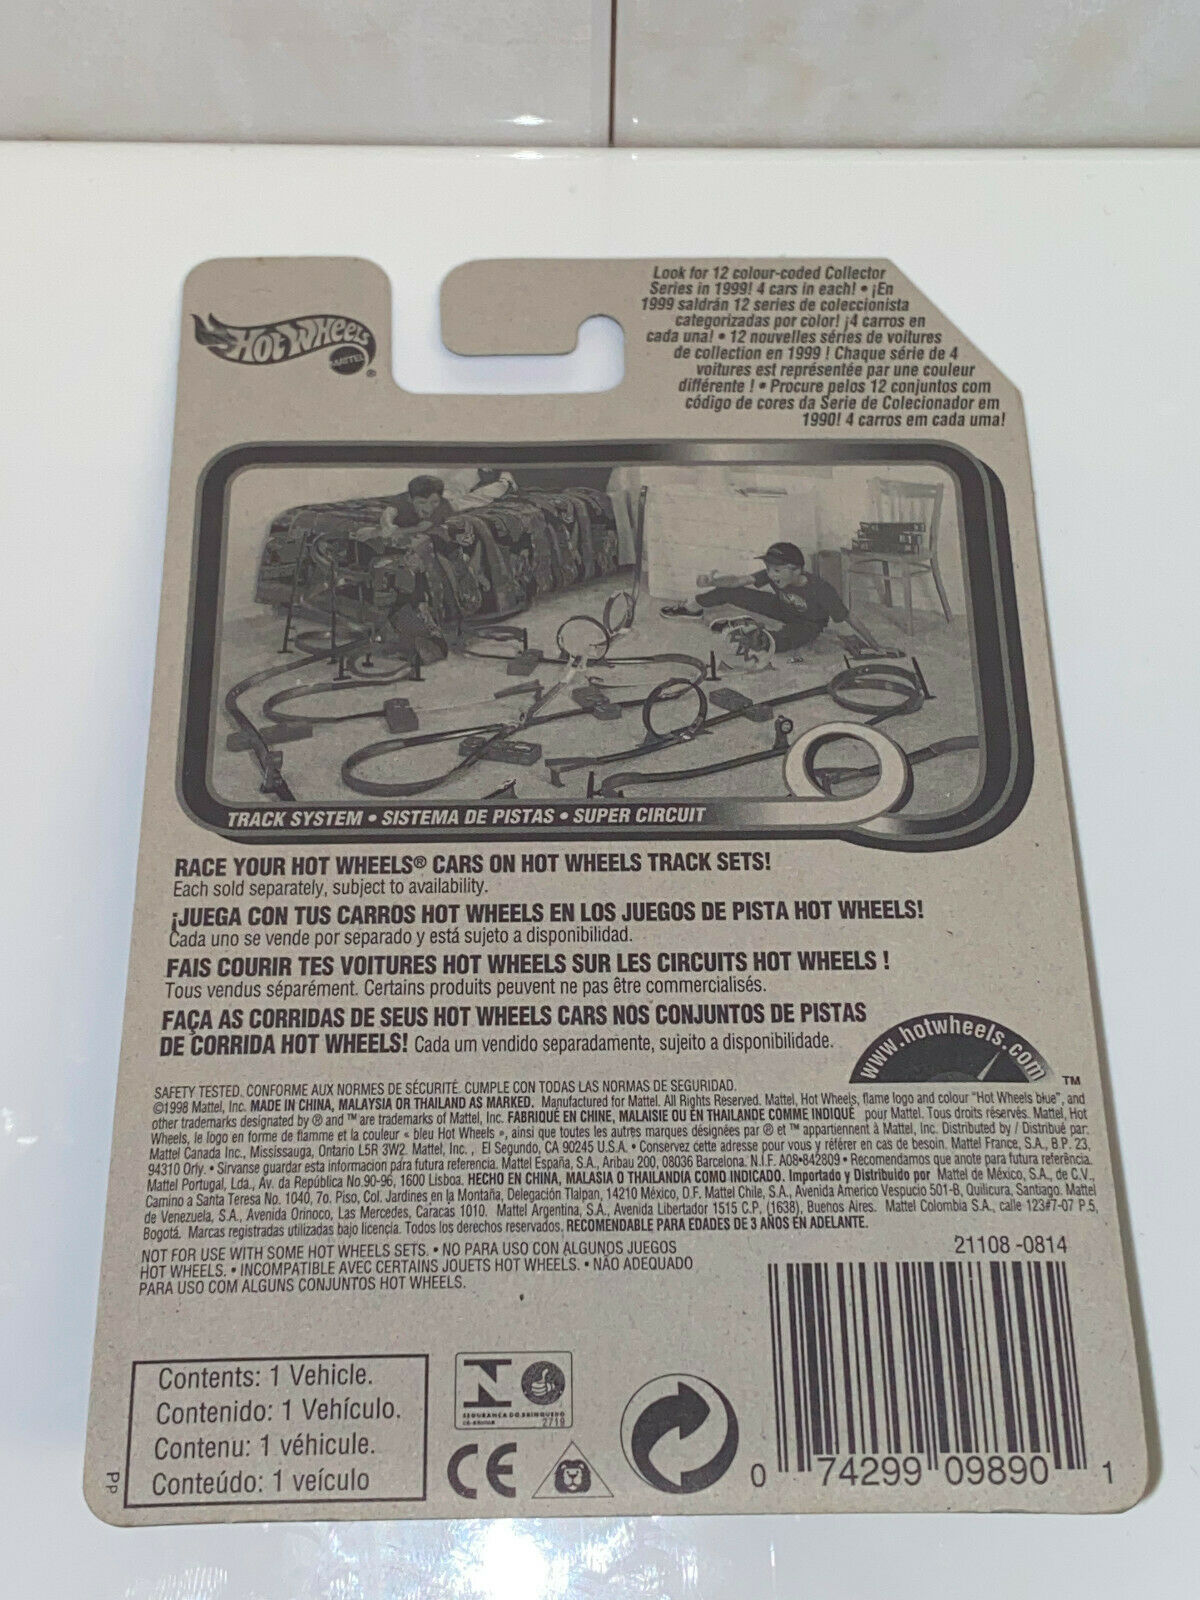 HOT WHEELS
MATTEL
®
Look for 12 colour-coded Collector
Series in 1999! 4 cars in each! • ¡En
1999 saldrán 12 series de coleccionista
categorizadas por color! ¡4 carros en
cada una! • 12 nouvelles séries de voitures
de collection en 1999 ! Chaque série de 4
voitures est représentée par une couleur
différente ! • Procure pelos 12 conjuntos com
código de cores da Serie de Colecionador em
1990! 4 carros em cada uma!
TRACK SYSTEM • SISTEMA DE PISTAS • SUPER CIRCUIT
RACE YOUR HOT WHEELS® CARS ON HOT WHEELS TRACK SETS!
Each sold separately, subject to availability.
¡JUEGA CON TUS CARROS HOT WHEELS EN LOS JUEGOS DE PISTA HOT WHEELS!
Cada uno se vende por separado y está sujeto a disponibilidad.
FAIS COURIR TES VOITURES HOT WHEELS SUR LES CIRCUITS HOT WHEELS !
Tous vendus séparément. Certains produits peuvent ne pas être commercialisés.
FAÇA AS CORRIDAS DE SEUS HOT WHEELS CARS NOS CONJUNTOS DE PISTAS
DE CORRIDA HOT WHEELS! Cada um vendido separadamente, sujeito a disponibilidade.
www.hotwheels.com
TM
SAFETY TESTED. CONFORME AUX NORMES DE SÉCURITÉ. CUMPLE CON TODAS LAS NORMAS DE SEGURIDAD.
©1998 Mattel, Inc. MADE IN CHINA, MALAYSIA OR THAILAND AS MARKED. Manufactured for Mattel. All Rights Reserved. Mattel, Hot Wheels, flame logo and colour "Hot Wheels blue", and
other trademarks designated by ® and ™ are trademarks of Mattel, Inc. FABRIQUÉ EN CHINE, MALAISIE OU EN THAILANDE COMME INDIQUÉ pour Mattel. Tous droits réservés. Mattel, Hot
Wheels, le logo en forme de flamme et la couleur « bleu Hot Wheels », ainsi que toutes les autres marques désignées par ® et ™ appartiennent à Mattel, Inc. Distributed by / Distribué par:
Mattel Canada Inc., Mississauga, Ontario L5R 3W2. Mattel, Inc., El Segundo, CA 90245 U.S.A. • Conservez cette adresse pour vous y référer en cas de besoin. Mattel France, S.A., B.P. 23,
94310 Orly. • Sírvanse guardar esta información para futura referencia. Mattel España, S.A., Aribau 200, 08036 Barcelona. N.I.F. A08-842809 • Recomendamos que anote para futura referência.
Mattel Portugal, Lda., Av. da República No.90-96, 1600 Lisboa. HECHO EN CHINA, MALASIA O THAILANDIA COMO INDICADO. Importado y Distribuido por Mattel de México, S.A., de C.V.,
Camino a Santa Teresa No. 1040, 7o. Piso, Col. Jardines en la Montaña, Delegación Tlalpan, 14210 México, D.F. Mattel Chile, S.A., Avenida Américo Vespucio 501-B, Quilicura, Santiago. Mattel
de Venezuela, S.A., Avenida Orinoco, Las Mercedes, Caracas 1010. Mattel Argentina, S.A., Avenida Libertador 1515 C.P. (1638), Buenos Aires. Mattel Colombia S.A., calle 123#7-07 P.5,
Bogotá. Marcas registradas utilizadas bajo licencia. Todos los derechos reservados. RECOMENDABLE PARA EDADES DE 3 AÑOS EN ADELANTE.
NOT FOR USE WITH SOME HOT WHEELS SETS. • NO PARA USO CON ALGUNOS JUEGOS
HOT WHEELS. • INCOMPATIBLE AVEC CERTAINS JOUETS HOT WHEELS. • NÃO ADEQUADO
PARA USO COM ALGUNS CONJUNTOS HOT WHEELS.
21108-0814
Contents: 1 Vehicle.
Contenido: 1 Vehículo.
Contenu: 1 véhicule.
Conteúdo: 1 veículo
PP
N
SEGURANÇA DO BRINQUEDO
2719
CE
0 74299 09890 1